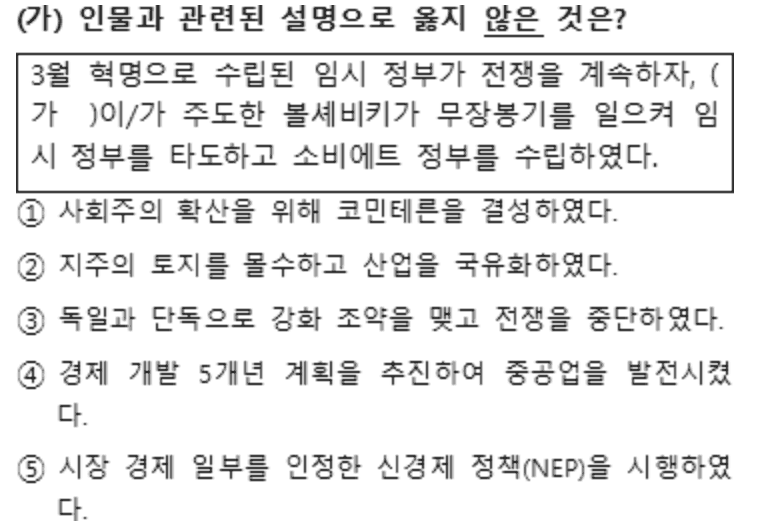 (가) 인물과 관련된 설명으로 옳지 않은 것은?
3월 혁명으로 수립된 임시 정부가 전쟁을 계속하자, (
가 )이/가 주도한 볼셰비키가 무장봉기를 일으켜 임
시 정부를 타도하고 소비에트 정부를 수립하였다.
① 사회주의 확산을 위해 코민테른을 결성하였다.
② 지주의 토지를 몰수하고 산업을 국유화하였다.
③ 독일과 단독으로 강화 조약을 맺고 전쟁을 중단하였다.
④ 경제 개발 5개년 계획을 추진하여 중공업을 발전시켰
다.
⑤ 시장 경제 일부를 인정한 신경제 정책(NEP)을 시행하였
다.